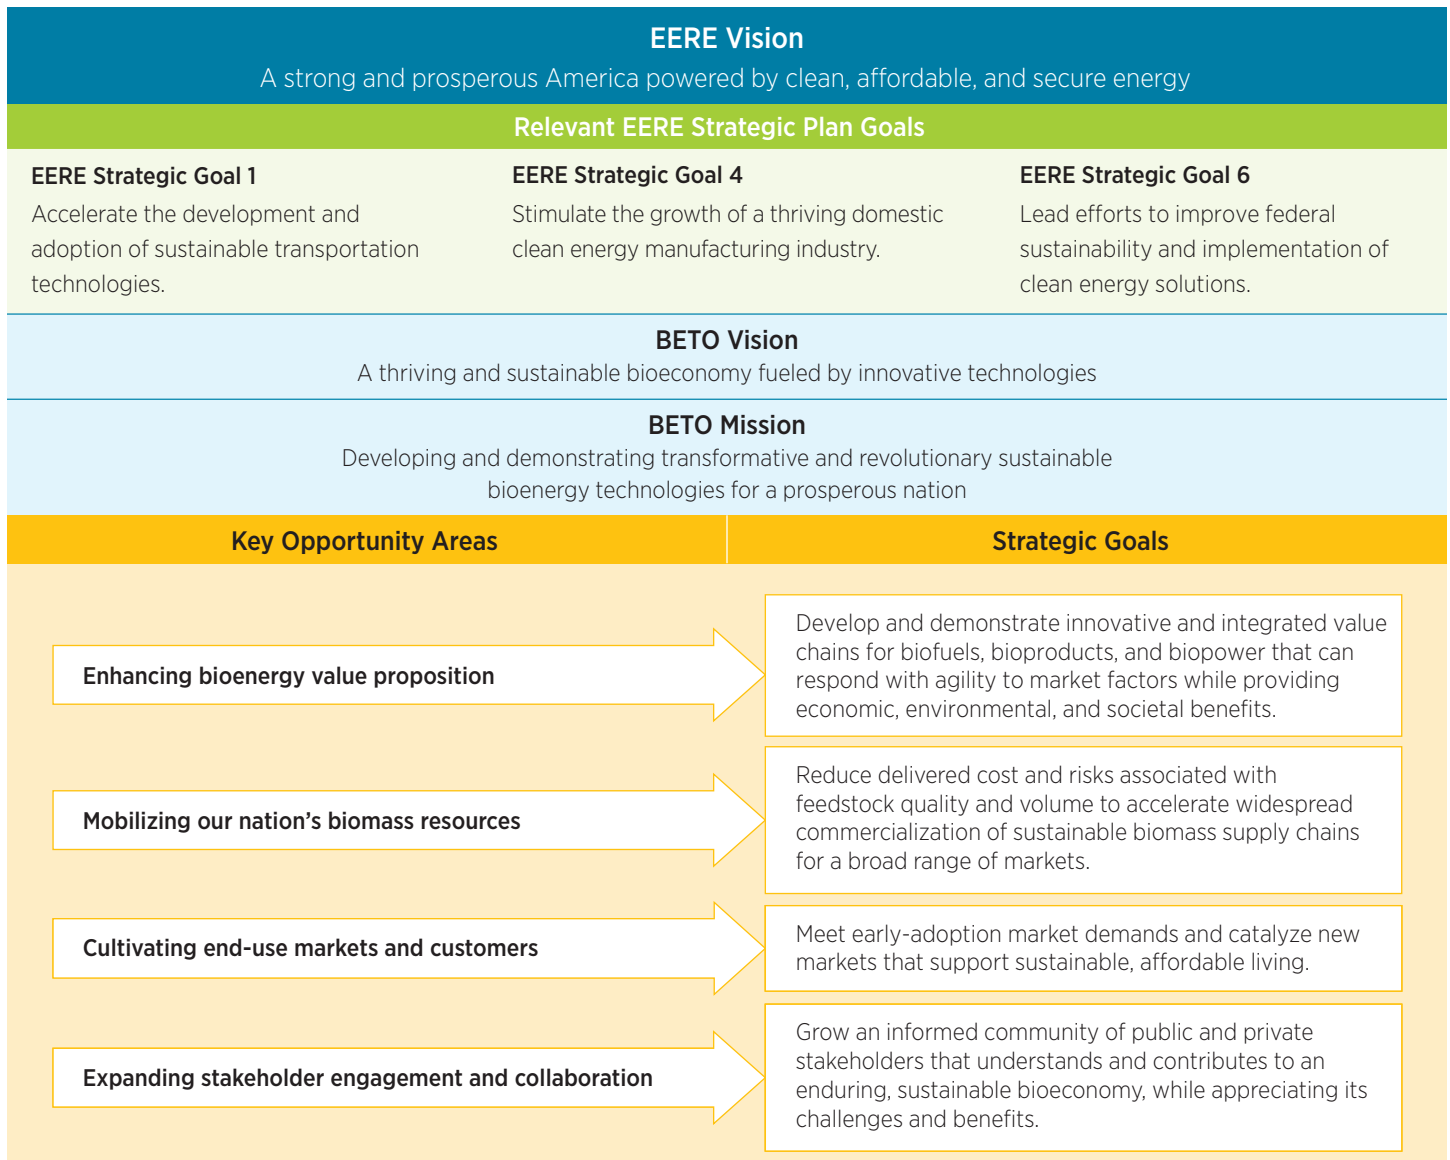 EERE Vision
A strong and prosperous America powered by clean, affordable, and secure energy
Relevant EERE Strategic Plan Goals
EERE Strategic Goal 1
Accelerate the development and
adoption of sustainable transportation
technologies.
EERE Strategic Goal 4
Stimulate the growth of a thriving domestic
clean energy manufacturing industry.
EERE Strategic Goal 6
Lead efforts to improve federal
sustainability and implementation of
clean energy solutions.
BETO Vision
A thriving and sustainable bioeconomy fueled by innovative technologies
BETO Mission
Developing and demonstrating transformative and revolutionary sustainable
bioenergy technologies for a prosperous nation
Key Opportunity Areas
Strategic Goals
Enhancing bioenergy value proposition
Develop and demonstrate innovative and integrated value
chains for biofuels, bioproducts, and biopower that can
respond with agility to market factors while providing
economic, environmental, and societal benefits.
Mobilizing our nation’s biomass resources
Reduce delivered cost and risks associated with
feedstock quality and volume to accelerate widespread
commercialization of sustainable biomass supply chains
for a broad range of markets.
Cultivating end-use markets and customers
Meet early-adoption market demands and catalyze new
markets that support sustainable, affordable living.
Expanding stakeholder engagement and collaboration
Grow an informed community of public and private
stakeholders that understands and contributes to an
enduring, sustainable bioeconomy, while appreciating its
challenges and benefits.